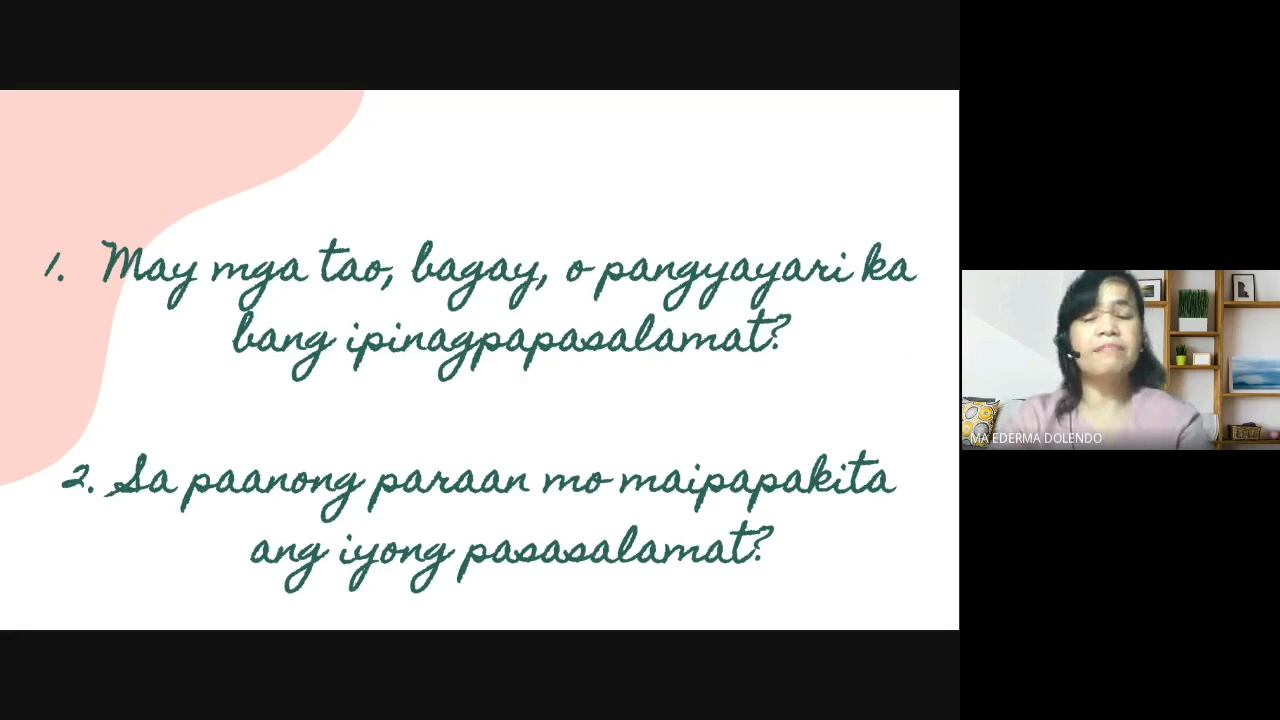 1. May mga tao, bagay, o pangyayari ka
bang ipinagpapasalamat?
2. Sa paanong paraan mo maipapakita
ang iyong pasasalamat?
MA EDERMA DOLENDO